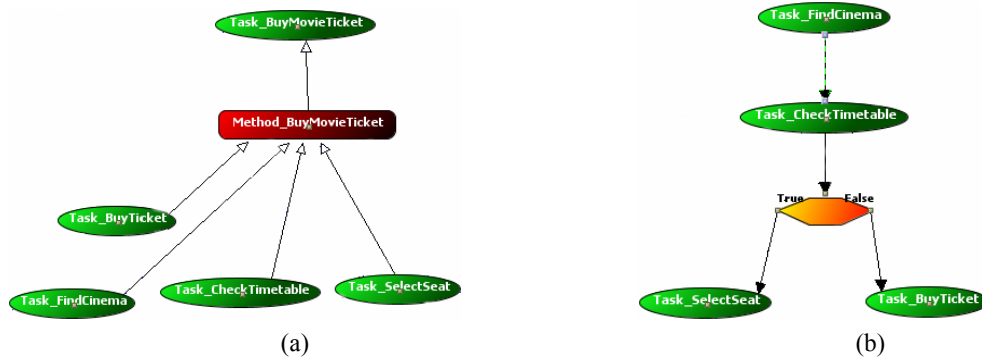 Task_BuyMovieTicket
Method_BuyMovieTicket
Task_BuyTicket
Task_FindCinema
Task_CheckTimetable
Task_SelectSeat
(a)
Task_FindCinema
Task_CheckTimetable
True
False
Task_SelectSeat
Task_BuyTicket
(b)